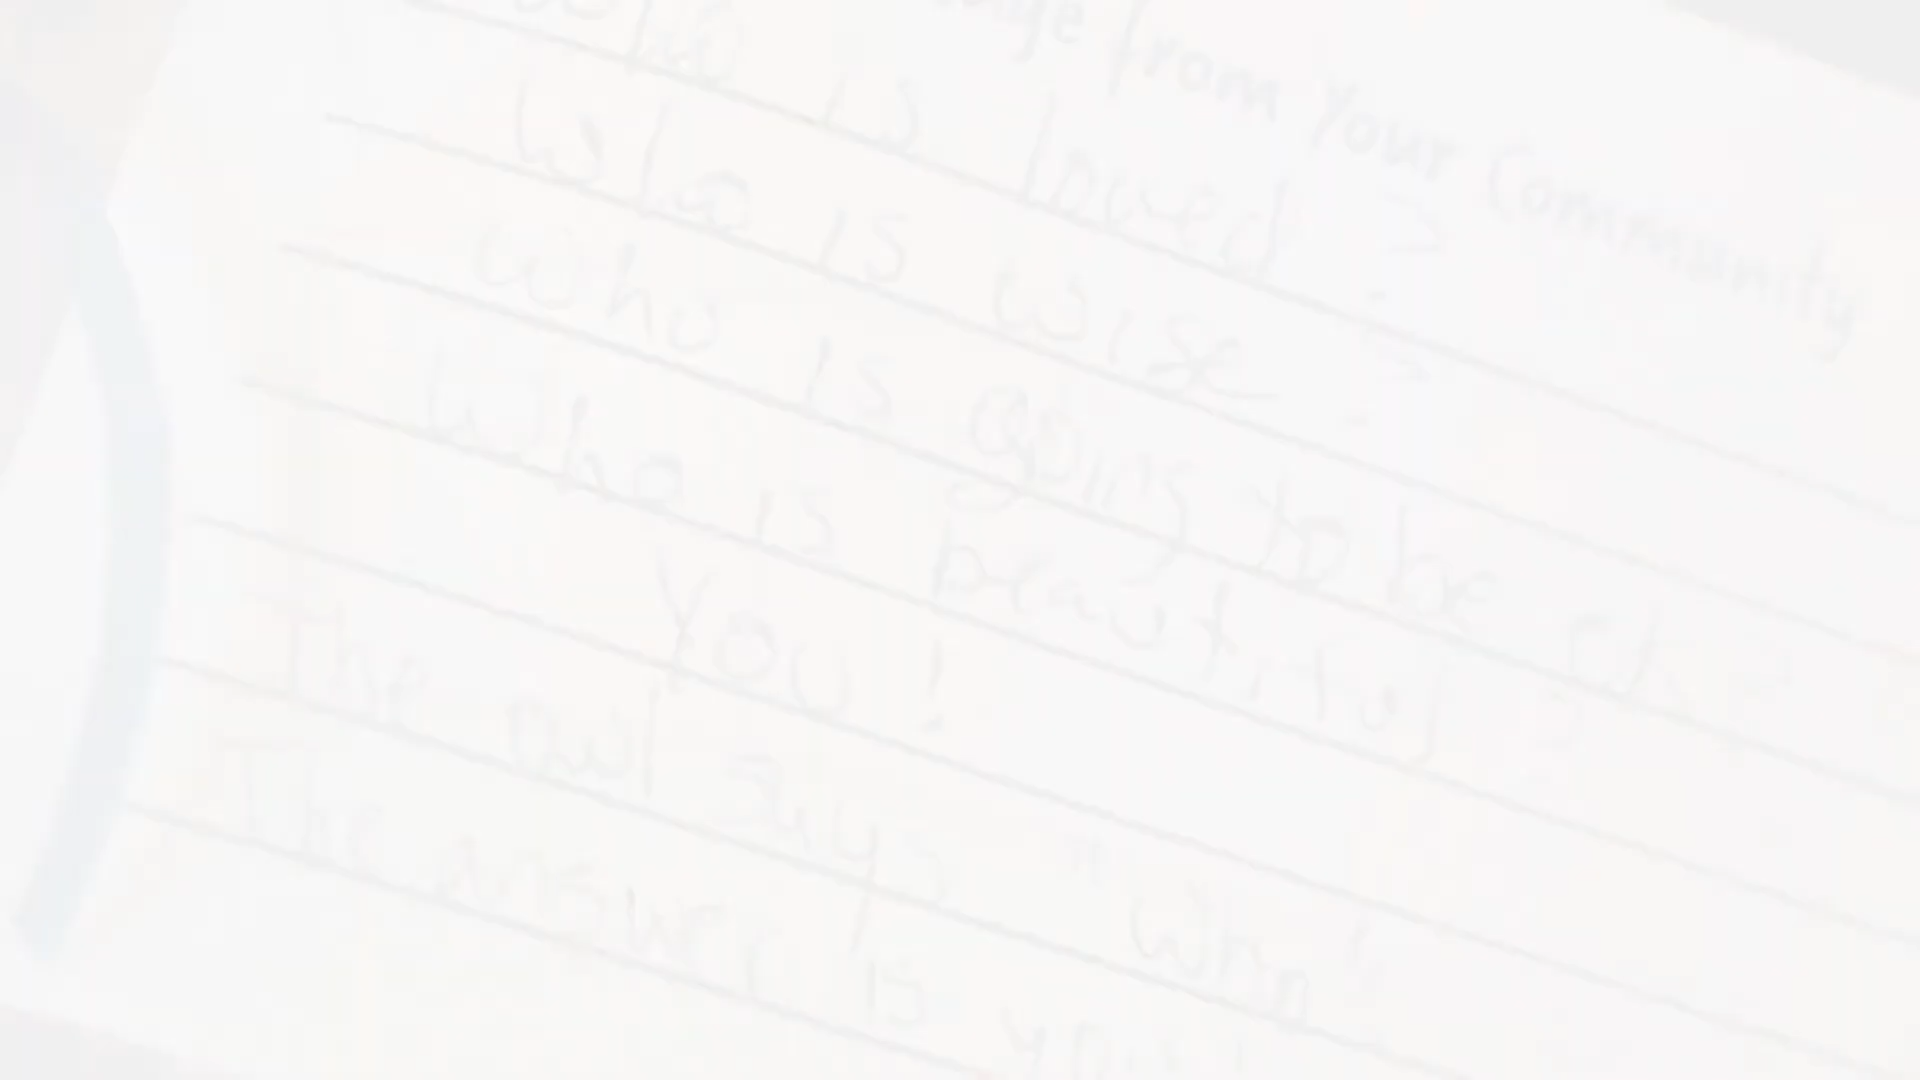 from Your Community
is loved ?
Who is wise ?
Who is going to be
Who is beautiful ?
You !
The owl says " Who "
The answer is you!